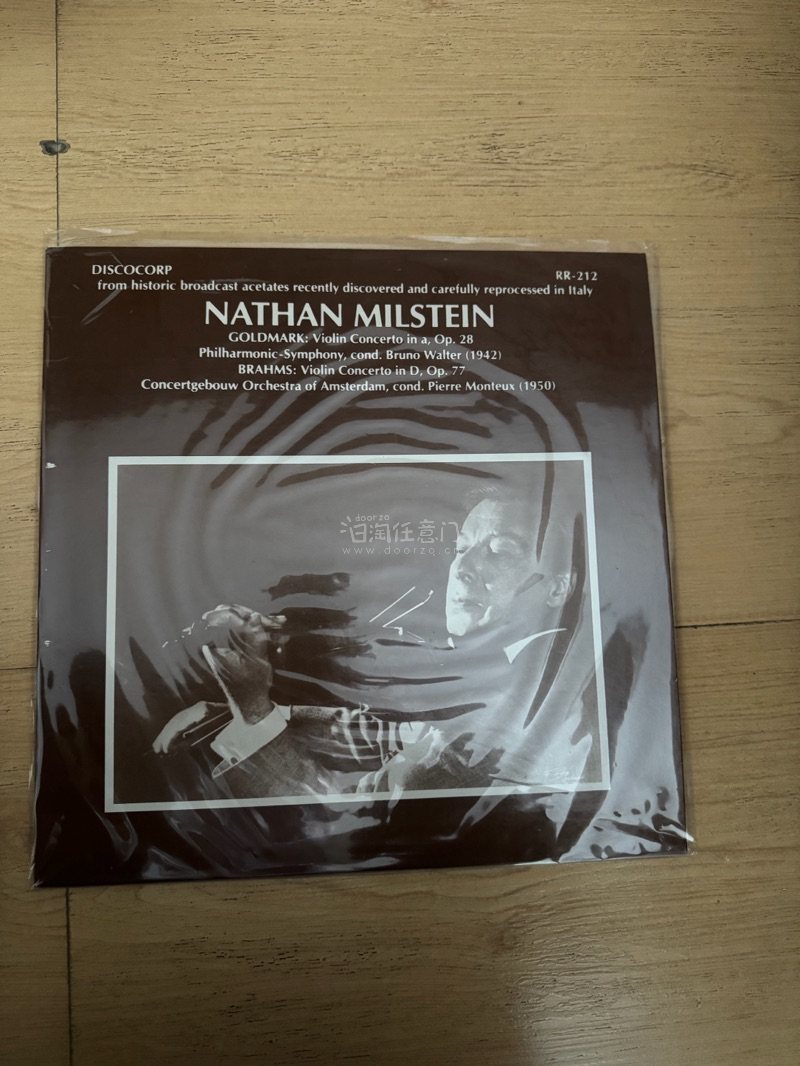 DISCOCORP
RR-212
from historic broadcast acetates recently discovered and carefully reprocessed in Italy
NATHAN MILSTEIN
GOLDMARK: Violin Concerto in a, Op. 28
Philharmonic-Symphony, cond. Bruno Walter (1942)
BRAHMS: Violin Concerto in D, Op. 77
Concertgebouw Orchestra of Amsterdam, cond. Pierre Monteux (1950)
doorzo
日淘任意门
www.doorzo.cn